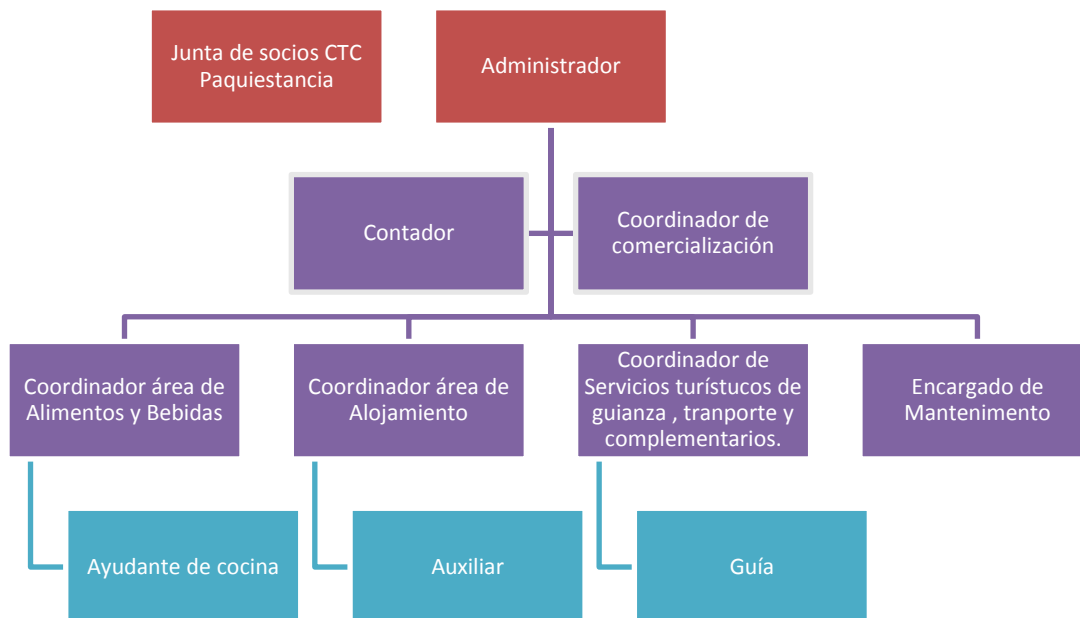 Junta de socios CTC
Paquiestancia
Administrador
Contador
Coordinador de
comercialización
Coordinador área de
Alimentos y Bebidas
Coordinador área de
Alojamiento
Coordinador de
Servicios turístucos de
guianza , tranporte y
complementarios.
Encargado de
Mantenimento
Ayudante de cocina
Auxiliar
Guía